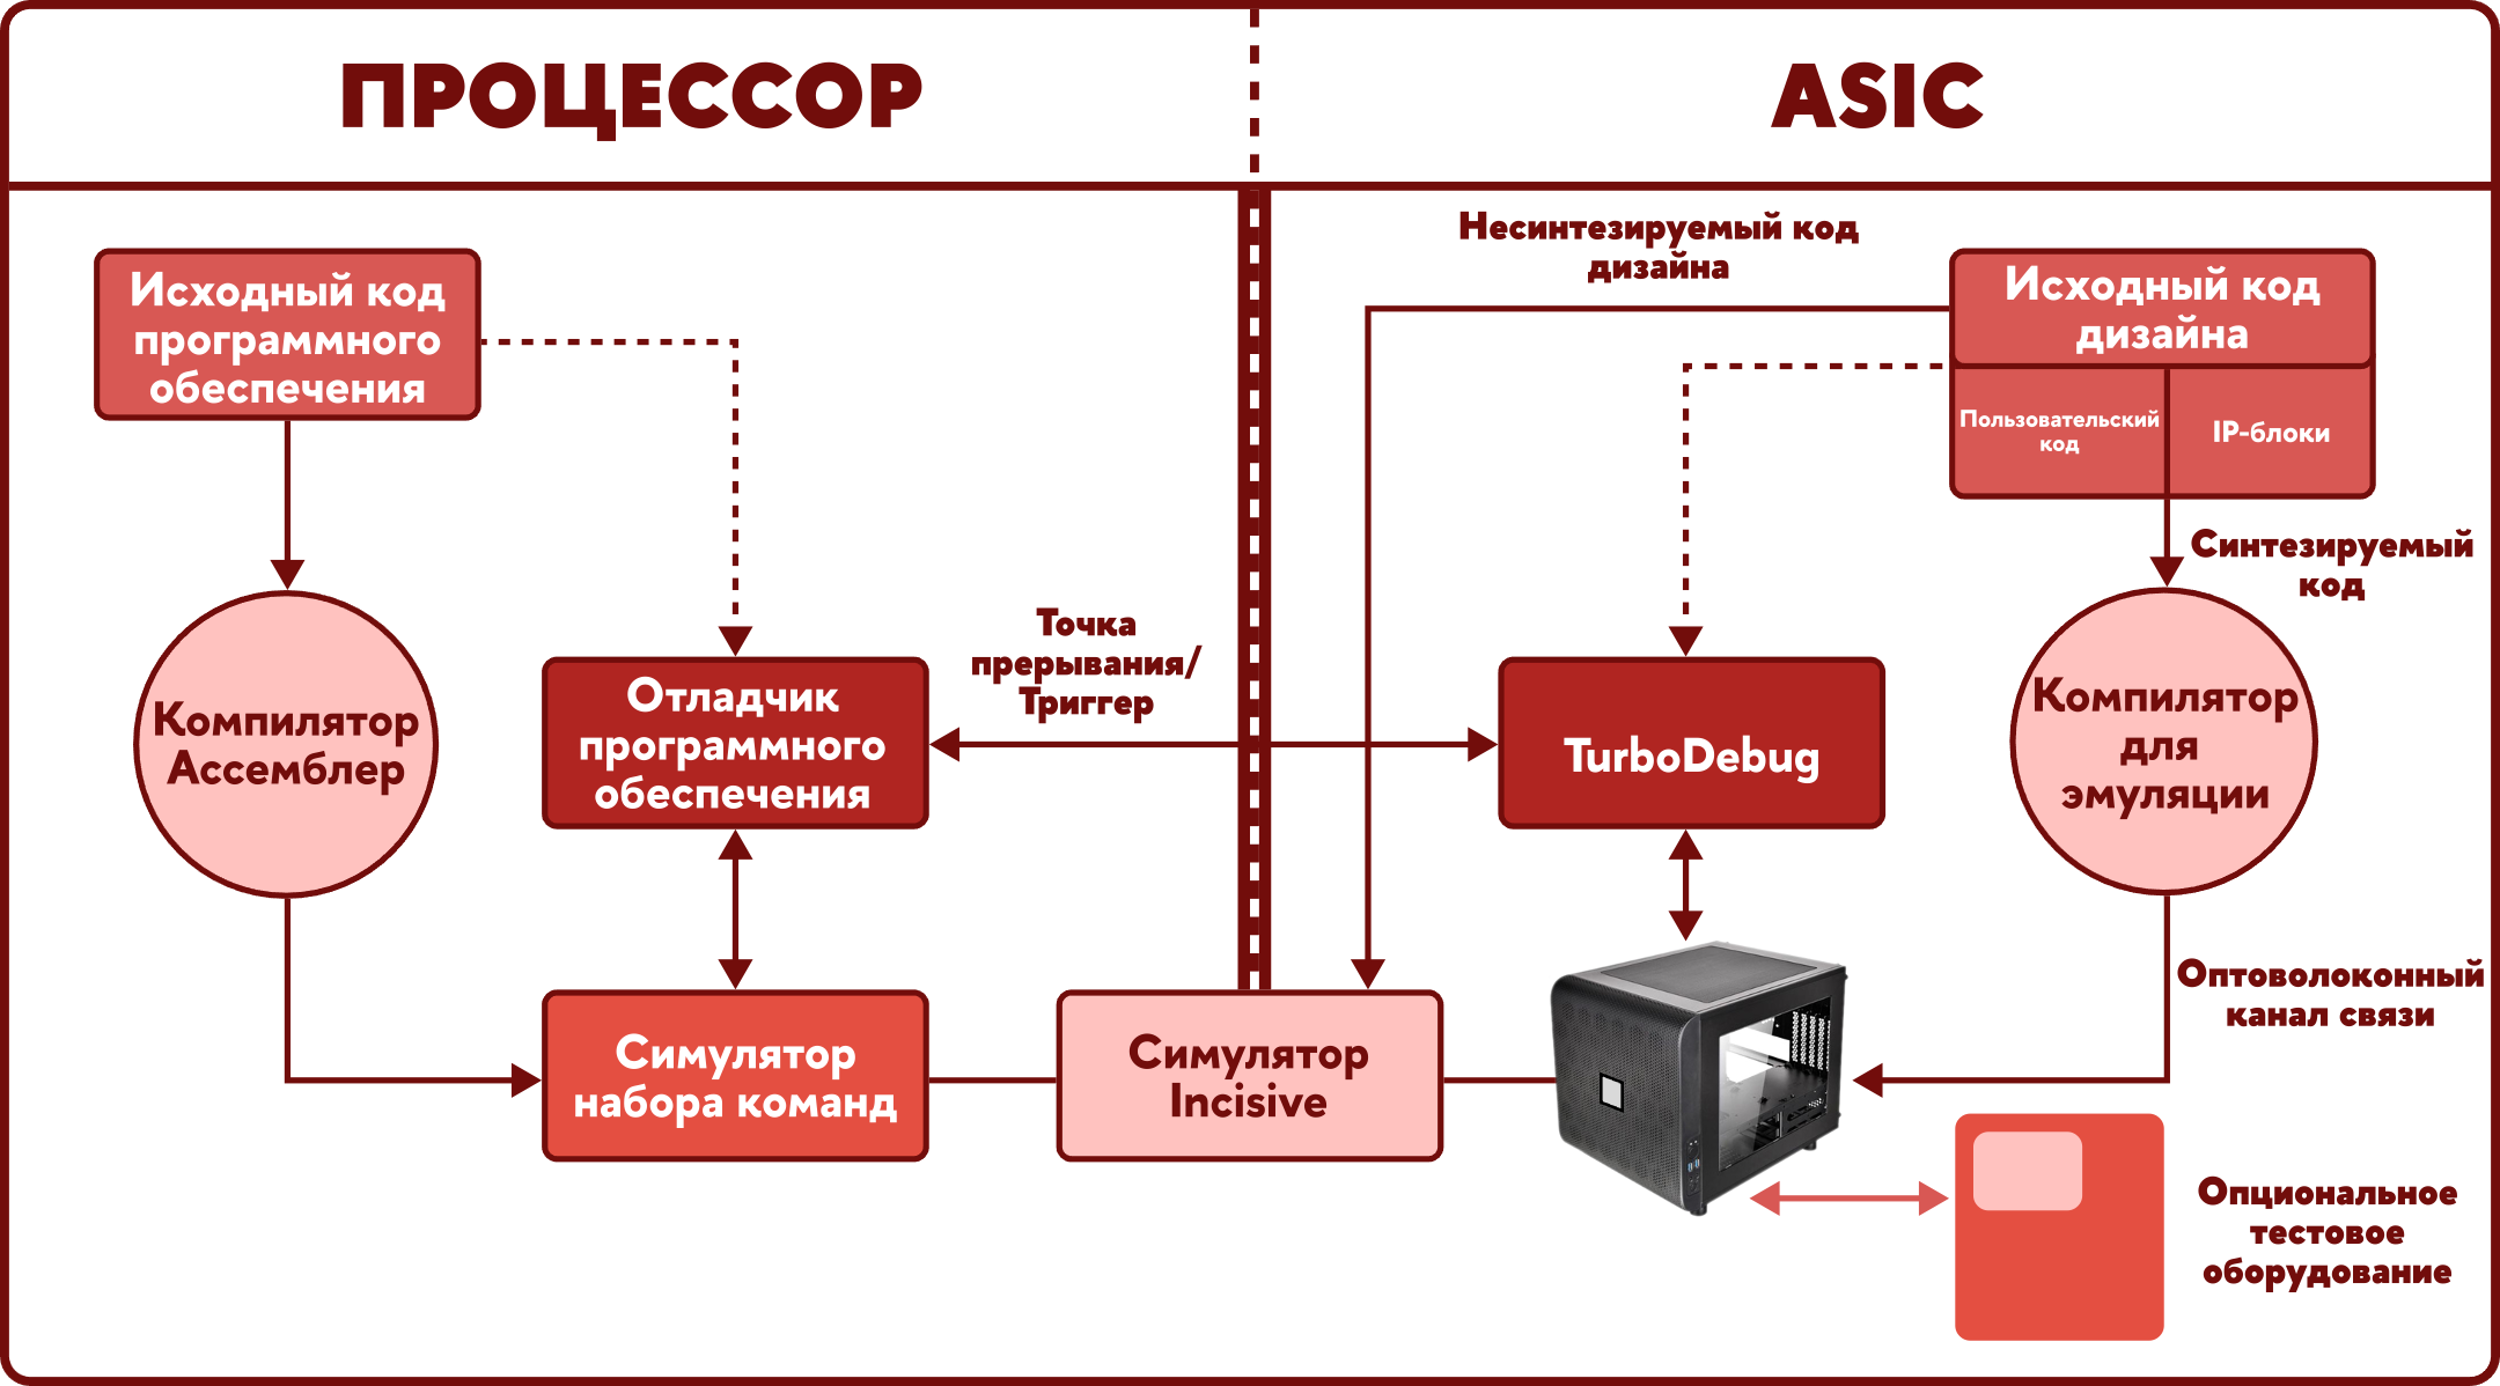 ПРОЦЕССОР
ASIC
Исходный код
программного
обеспечения
Несинтезируемый код
дизайна
Исходный код
дизайна
Пользовательский
код
IP-блоки
Синтезируемый
код
Компилятор
Ассемблер
Отладчик
программного
обеспечения
Точка
прерывания/
Триггер
TurboDebug
Компилятор
для
эмуляции
Оптоволоконный
канал связи
Симулятор
набора команд
Симулятор
Incisive
Опциональное
тестовое
оборудование